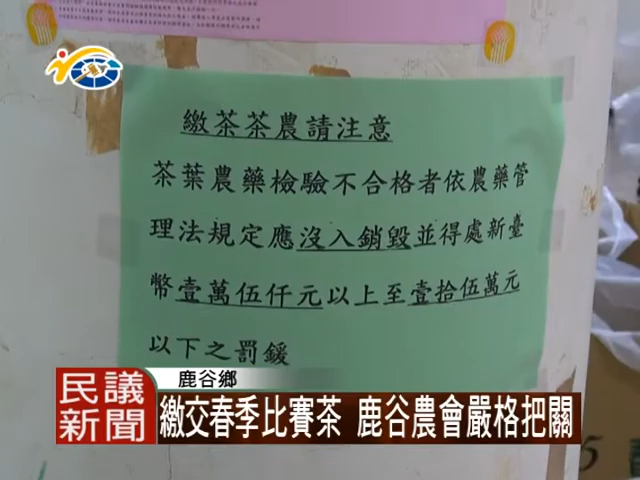 繳茶茶農請注意
茶葉農藥檢驗不合格者依農藥管
理法規定應沒入銷毀並得處新臺
幣壹萬伍仟元以上至壹拾伍萬元
以下之罰鍰
民議
新聞
鹿谷鄉
繳交春季比賽茶 鹿谷農會嚴格把關
5